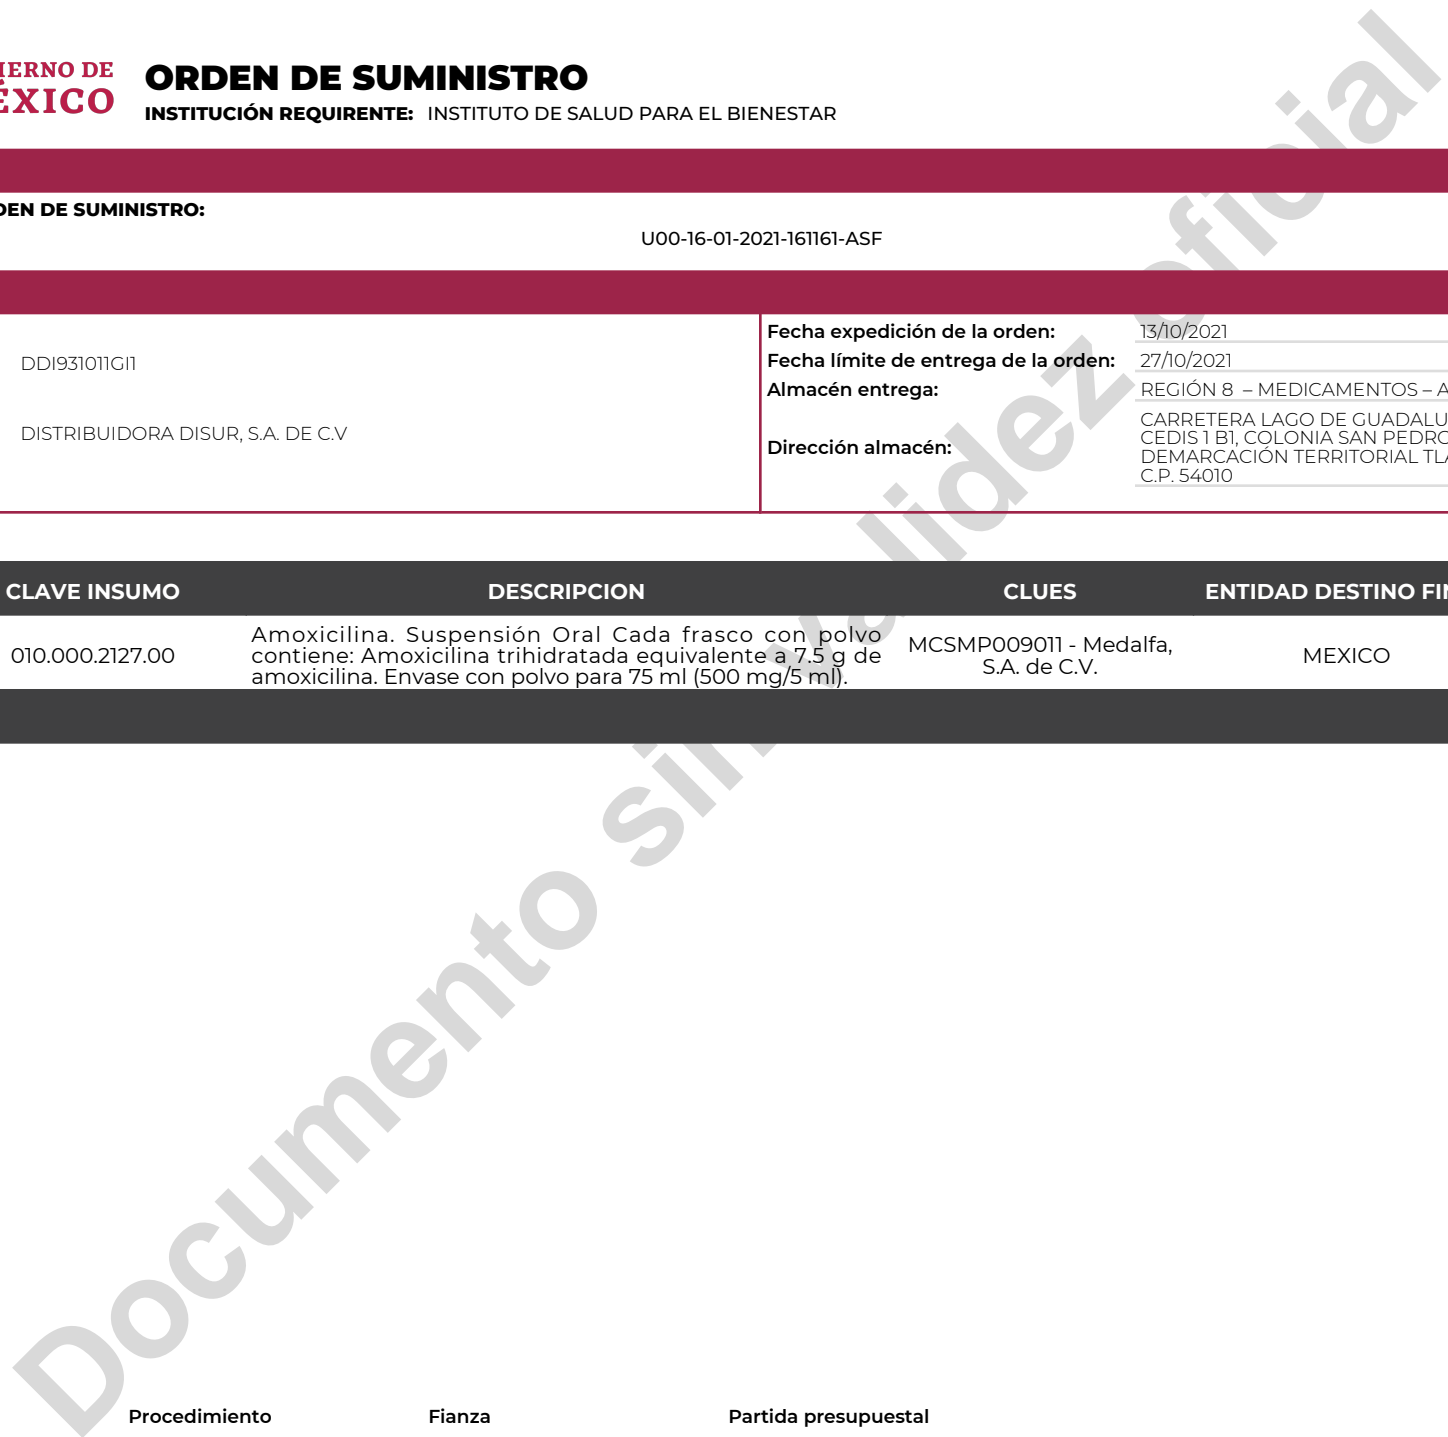 IERNO DE
ÉXICO
ORDEN DE SUMINISTRO
INSTITUCIÓN REQUIRENTE: INSTITUTO DE SALUD PARA EL BIENESTAR
DEN DE SUMINISTRO:
U00-16-01-2021-161161-ASF
DDI931011GI1
DISTRIBUIDORA DISUR, S.A. DE C.V
Fecha expedición de la orden: 13/10/2021
Fecha límite de entrega de la orden: 27/10/2021
Almacén entrega: REGIÓN 8 – MEDICAMENTOS – A
Dirección almacén:
CARRETERA LAGO DE GUADALU
CEDIS 1 B1, COLONIA SAN PEDRO
DEMARCACIÓN TERRITORIAL TLA
C.P. 54010
CLAVE INSUMO DESCRIPCION CLUES ENTIDAD DESTINO FIN
010.000.2127.00
Amoxicilina. Suspensión Oral Cada frasco con polvo
contiene: Amoxicilina trihidratada equivalente a 7.5 g de
amoxicilina. Envase con polvo para 75 ml (500 mg/5 ml).
MCSMP009011 - Medalfa,
S.A. de C.V.
MEXICO
Procedimiento Fianza Partida presupuestal
Documento sin validez oficial